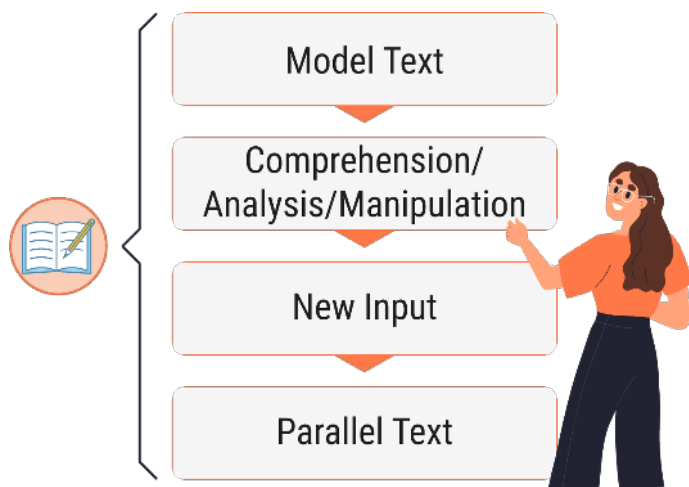 Model Text
Comprehension/
Analysis/Manipulation
New Input
Parallel Text